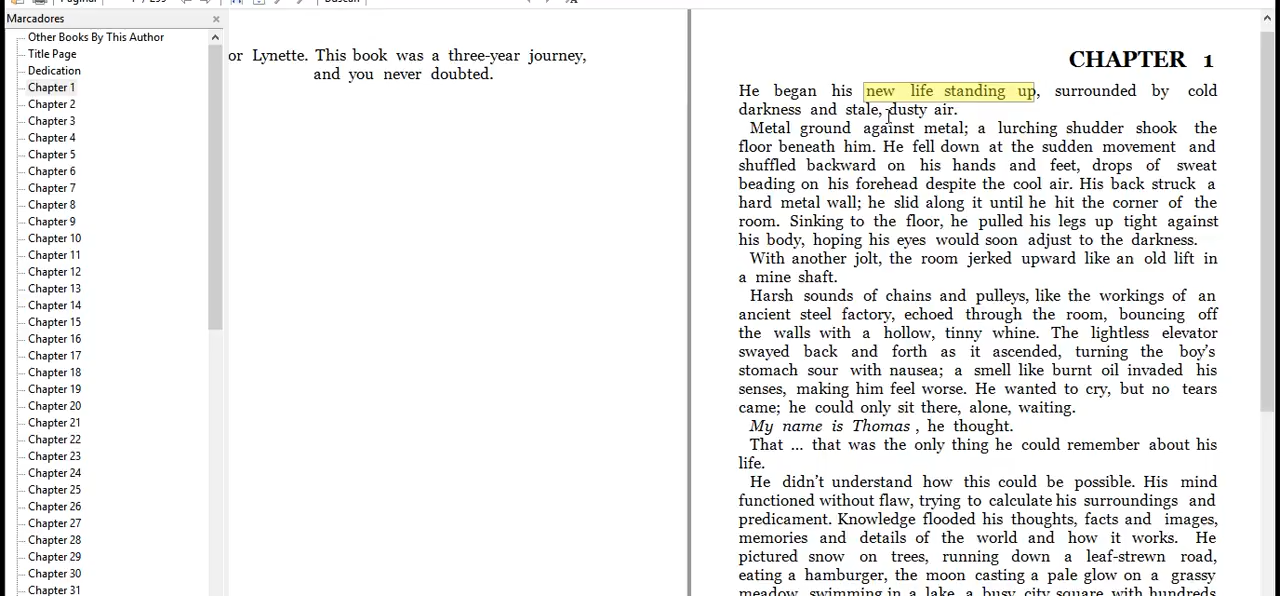 Marcadores
Other Books By This Author
Title Page
Dedication
Chapter 1
Chapter 2
Chapter 3
Chapter 4
Chapter 5
Chapter 6
Chapter 7
Chapter 8
Chapter 9
Chapter 10
Chapter 11
Chapter 12
Chapter 13
Chapter 14
Chapter 15
Chapter 16
Chapter 17
Chapter 18
Chapter 19
Chapter 20
Chapter 21
Chapter 22
Chapter 23
Chapter 24
Chapter 25
Chapter 26
Chapter 27
Chapter 28
Chapter 29
Chapter 30
Chapter 31
or Lynette. This book was a three-year journey,
and you never doubted.
CHAPTER 1
He began his new life standing up, surrounded by cold
darkness and stale, dusty air.
Metal ground against metal; a lurching shudder shook the
floor beneath him. He fell down at the sudden movement and
shuffled backward on his hands and feet, drops of sweat
beading on his forehead despite the cool air. His back struck a
hard metal wall; he slid along it until he hit the corner of the
room. Sinking to the floor, he pulled his legs up tight against
his body, hoping his eyes would soon adjust to the darkness.
With another jolt, the room jerked upward like an old lift in
a mine shaft.
Harsh sounds of chains and pulleys, like the workings of an
ancient steel factory, echoed through the room, bouncing off
the walls with a hollow, tinny whine. The lightless elevator
swayed back and forth as it ascended, turning the boy's
stomach sour with nausea; a smell like burnt oil invaded his
senses, making him feel worse. He wanted to cry, but no tears
came; he could only sit there, alone, waiting.
My name is Thomas , he thought.
That ... that was the only thing he could remember about his
life.
He didn't understand how this could be possible. His mind
functioned without flaw, trying to calculate his surroundings and
predicament. Knowledge flooded his thoughts, facts and images,
memories and details of the world and how it works. He
pictured snow on trees, running down a leaf-strewn road,
eating a hamburger, the moon casting a pale glow on a grassy
meadow, swimming in a lake, a busy city square with hundreds